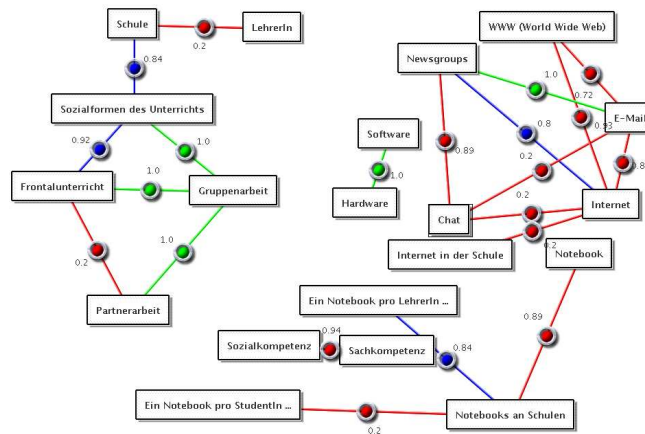 Schule
LehrerIn
0.2
0.84
Sozialformen des Unterrichts
0.92
1.0
Frontalunterricht
1.0
Gruppenarbeit
0.2
1.0
Partnerarbeit
WWW (World Wide Web)
Newsgroups
1.0
0.72
E-Mail
0.93
Software
0.8
1.0
Hardware
0.89
0.2
0.2
Chat
Internet
Internet in der Schule
0.2
Notebook
Ein Notebook pro LehrerIn ...
0.89
Sozialkompetenz
0.94
Sachkompetenz
0.84
Ein Notebook pro StudentIn ...
0.2
Notebooks an Schulen